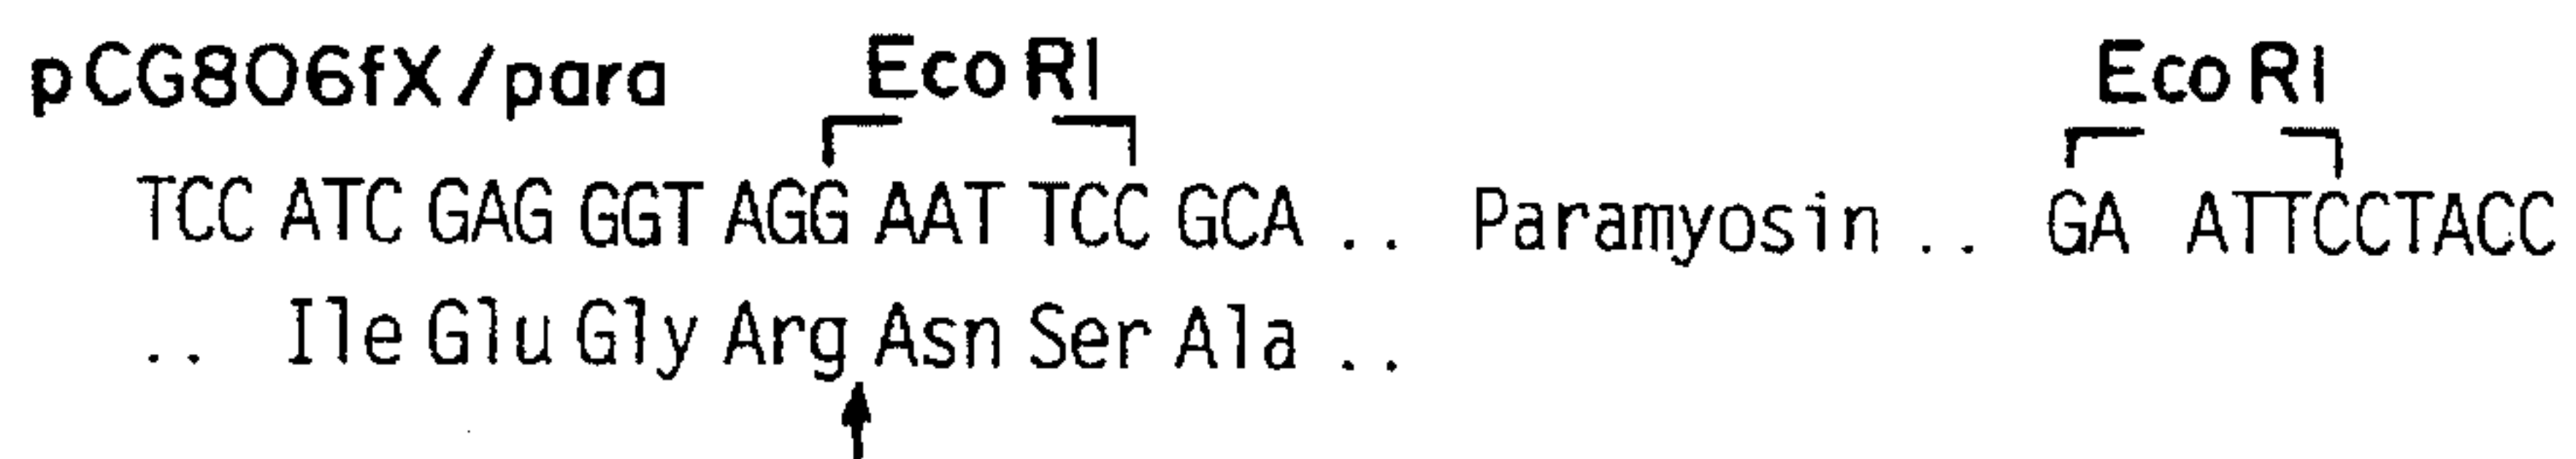 pCG806fX/para EcoRI EcoRI
TCC ATC GAG GGT AGG AAT TCC GCA .. Paramyosin .. GA ATTCCTACC
.. Ile Glu Gly Arg Asn Ser Ala ..